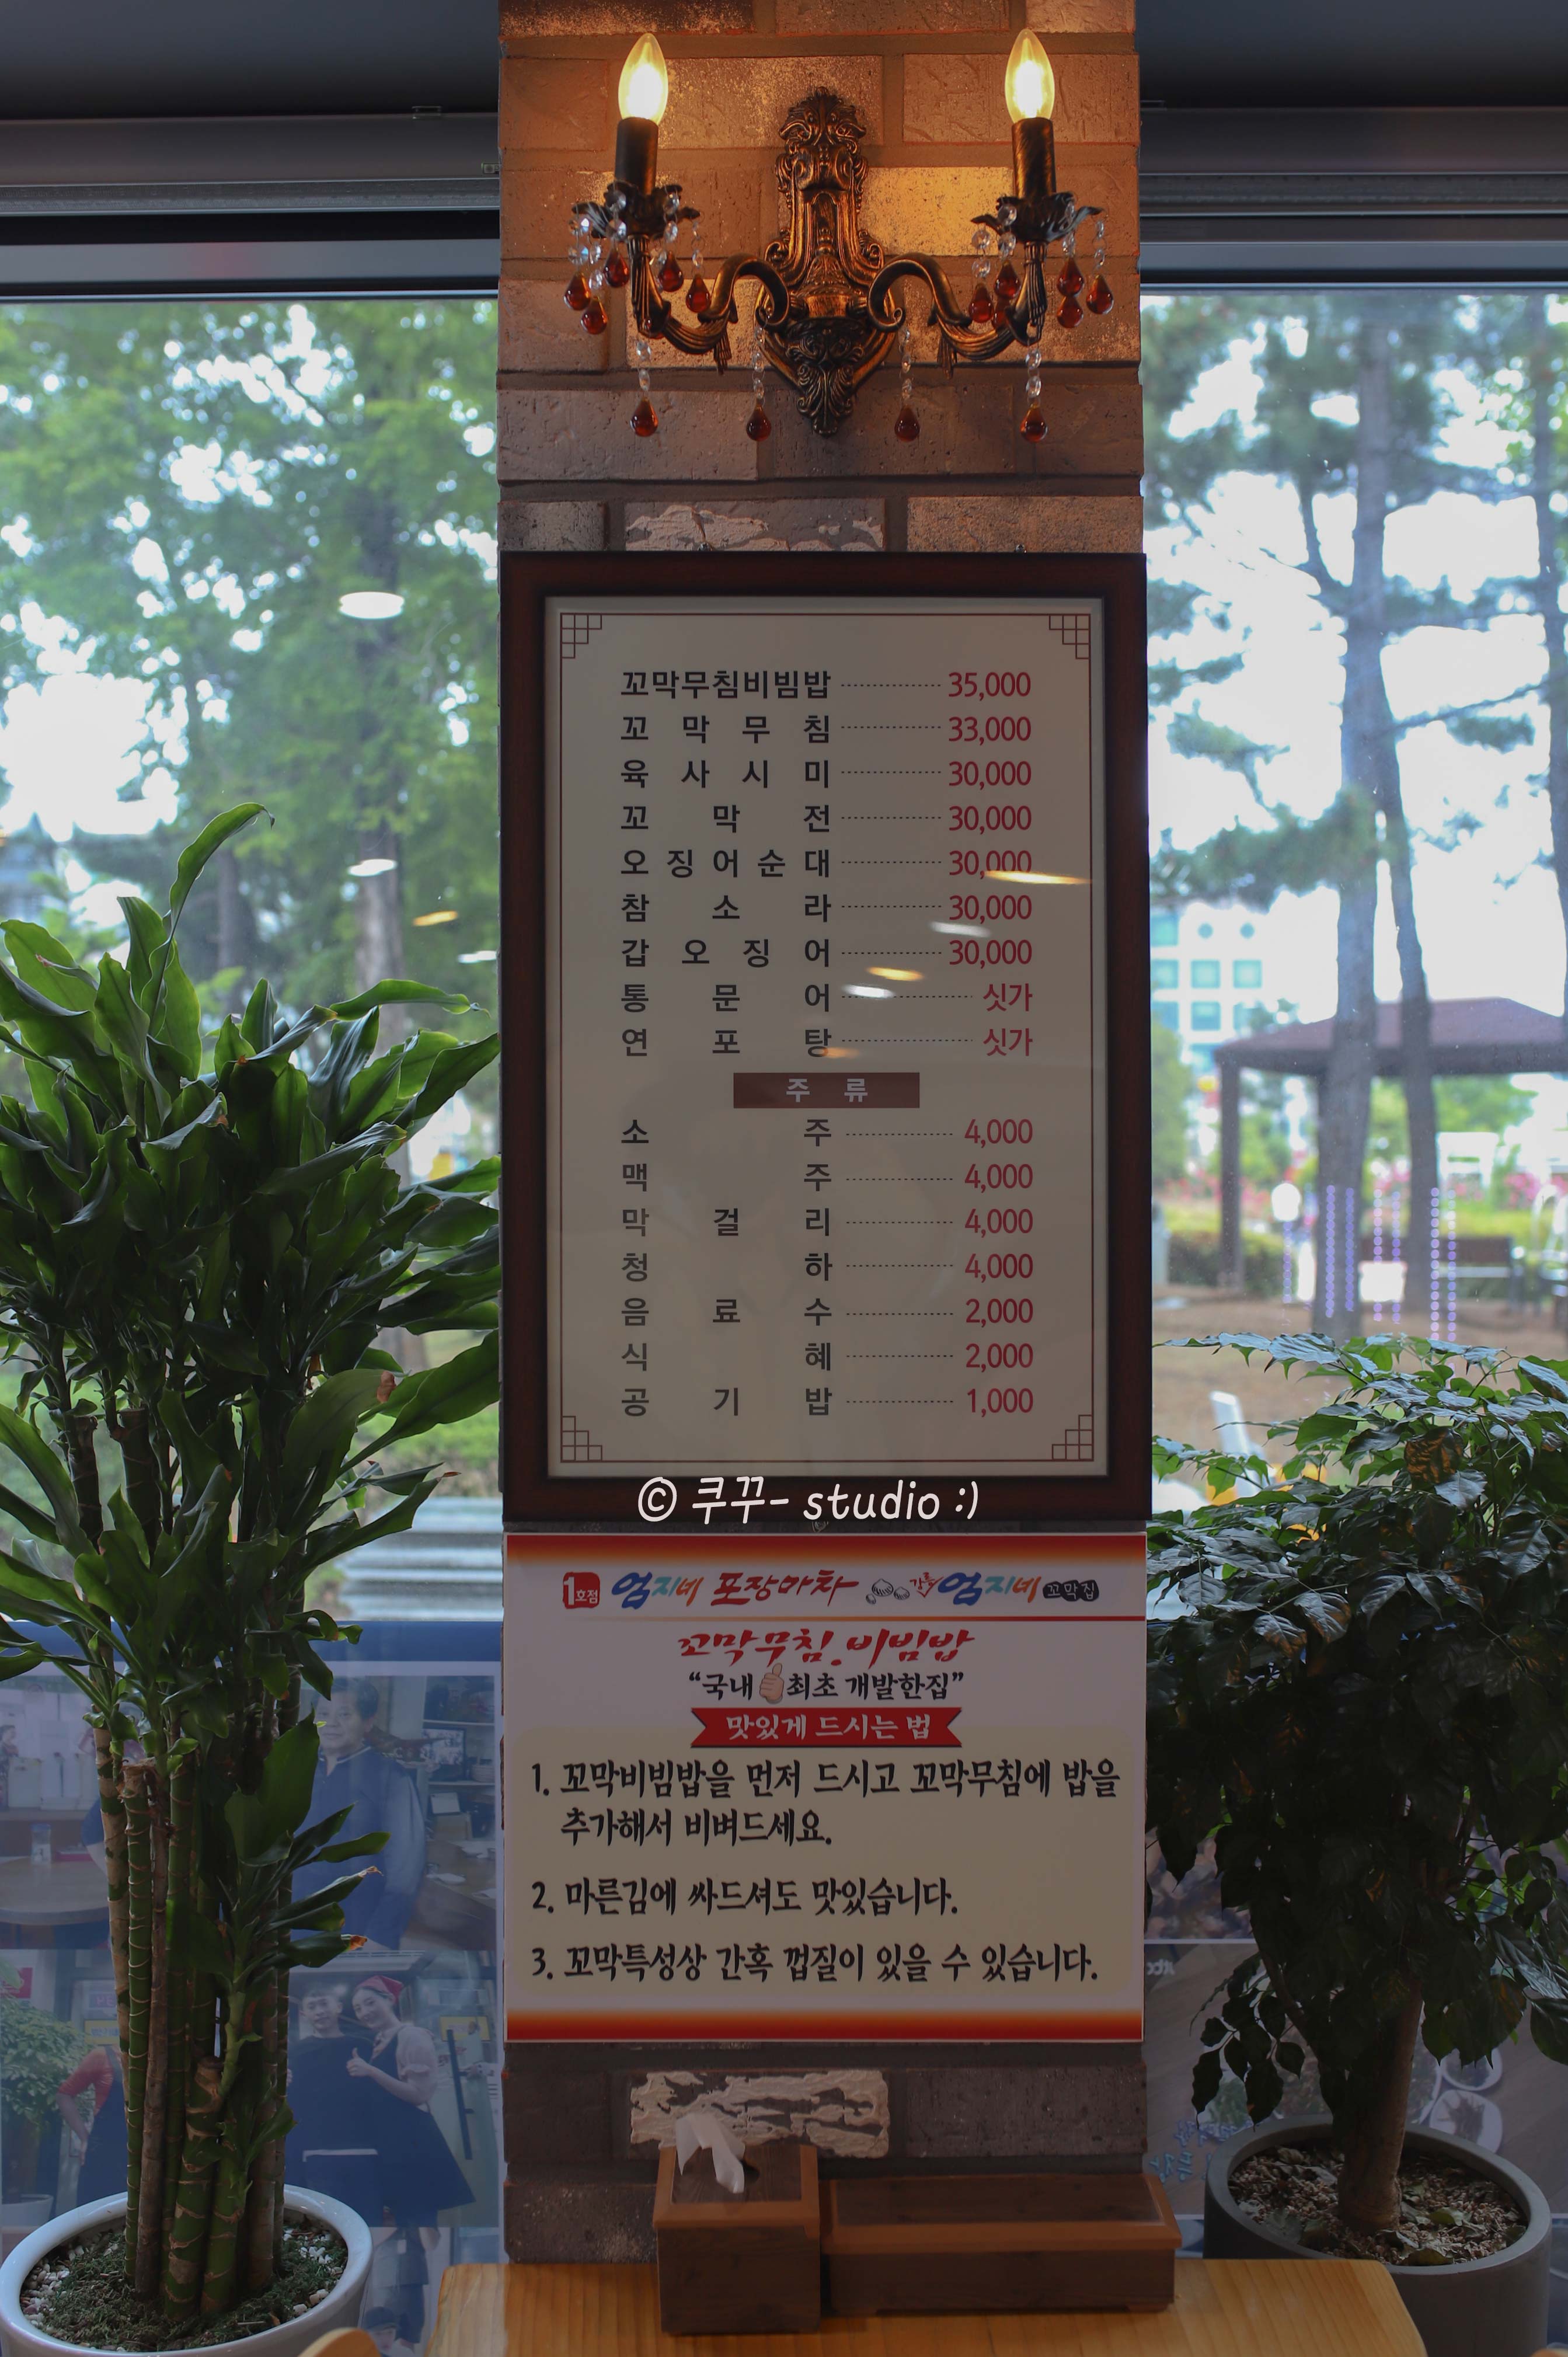 꼬막무침비빔밥 35,000
꼬막무침 33,000
육사시미 30,000
꼬막전 30,000
오징어순대 30,000
참소라 30,000
갑오징어 30,000
통문어 싯가
연포탕 싯가
주류
소주 4,000
맥주 4,000
막걸리 4,000
청하 4,000
음료수 2,000
식혜 2,000
공기밥 1,000
© 쿠꾸- studio :)
1호점 엄지네 포장마차 강릉 엄지네 꼬막집
꼬막무침.비빔밥
“국내 최초 개발한집”
맛있게 드시는 법
1. 꼬막비빔밥을 먼저 드시고 꼬막무침에 밥을
추가해서 비벼드세요.
2. 마른김에 싸드셔도 맛있습니다.
3. 꼬막특성상 간혹 껍질이 있을 수 있습니다.